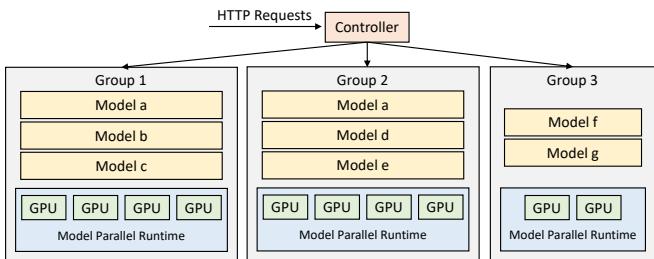 HTTP Requests
Controller
Group 1
Model a
Model b
Model c
GPU GPU GPU GPU
Model Parallel Runtime
Group 2
Model a
Model d
Model e
GPU GPU GPU GPU
Model Parallel Runtime
Group 3
Model f
Model g
GPU GPU
Model Parallel Runtime